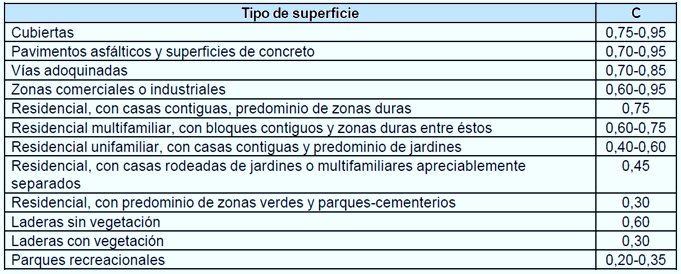 Tipo de superficie C
Cubiertas 0,75-0,95
Pavimentos asfálticos y superficies de concreto 0,70-0,95
Vías adoquinadas 0,70-0,85
Zonas comerciales o industriales 0,60-0,95
Residencial, con casas contiguas, predominio de zonas duras 0,75
Residencial multifamiliar, con bloques contiguos y zonas duras entre éstos 0,60-0,75
Residencial unifamiliar, con casas contiguas y predominio de jardines 0,40-0,60
Residencial, con casas rodeadas de jardines o multifamiliares apreciablemente 0,45
separados
Residencial, con predominio de zonas verdes y parques-cementerios 0,30
Laderas sin vegetación 0,60
Laderas con vegetación 0,30
Parques recreacionales 0,20-0,35